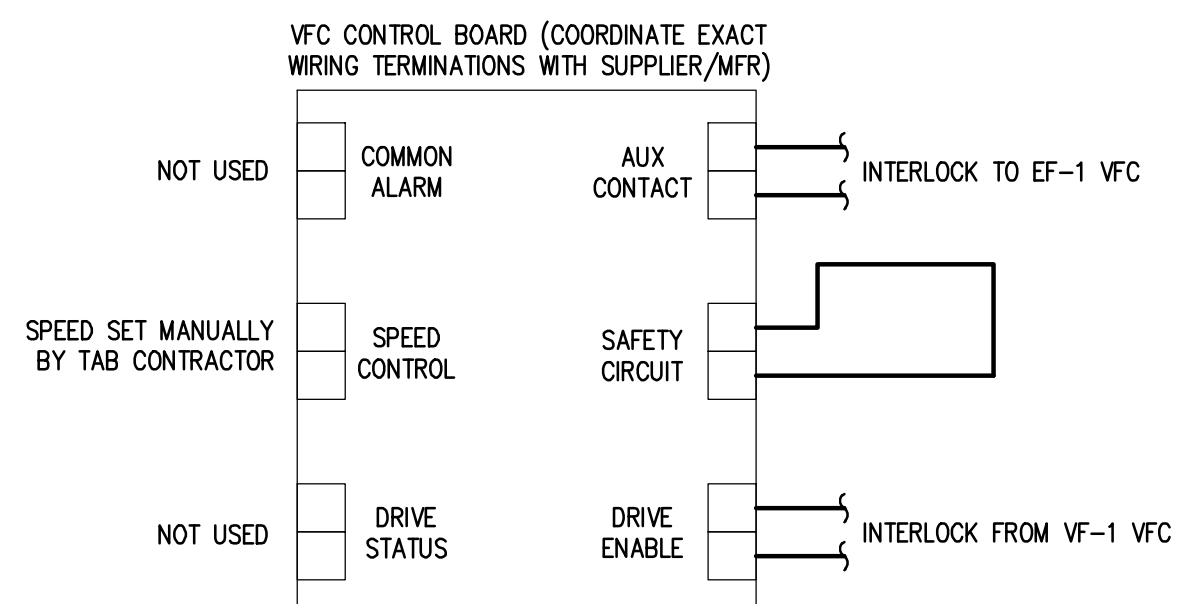 VFC CONTROL BOARD (COORDINATE EXACT
WIRING TERMINATIONS WITH SUPPLIER/MFR)
NOT USED
COMMON
ALARM
AUX
CONTACT
INTERLOCK TO EF-1 VFC
SPEED SET MANUALLY
BY TAB CONTRACTOR
SPEED
CONTROL
SAFETY
CIRCUIT
NOT USED
DRIVE
STATUS
DRIVE
ENABLE
INTERLOCK FROM VF-1 VFC